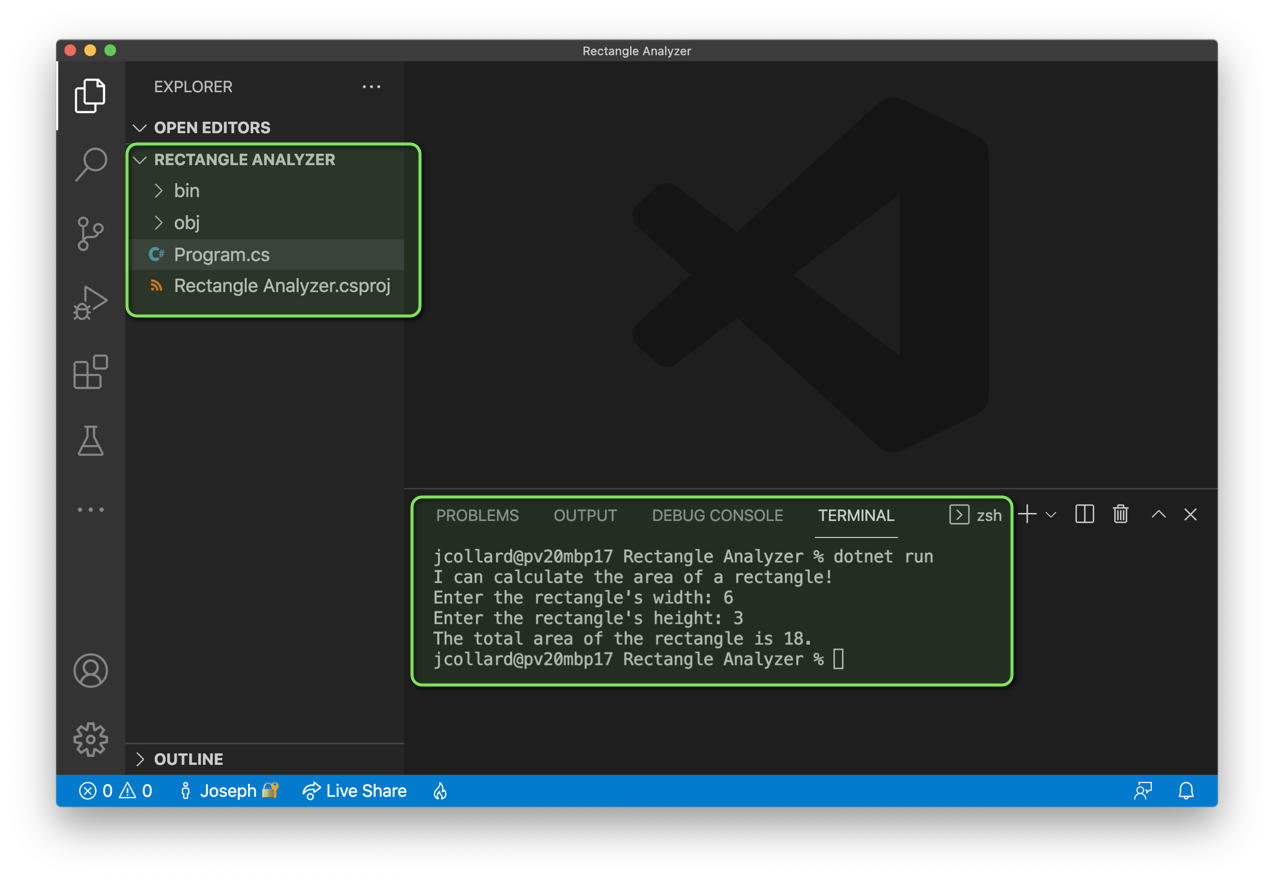 Rectangle Analyzer
EXPLORER
OPEN EDITORS
RECTANGLE ANALYZER
bin
obj
C# Program.cs
Rectangle Analyzer.csproj
PROBLEMS OUTPUT DEBUG CONSOLE TERMINAL zsh
jcollard@pv20mbp17 Rectangle Analyzer % dotnet run
I can calculate the area of a rectangle!
Enter the rectangle's width: 6
Enter the rectangle's height: 3
The total area of the rectangle is 18.
jcollard@pv20mbp17 Rectangle Analyzer %
OUTLINE
0 0 Joseph Live Share